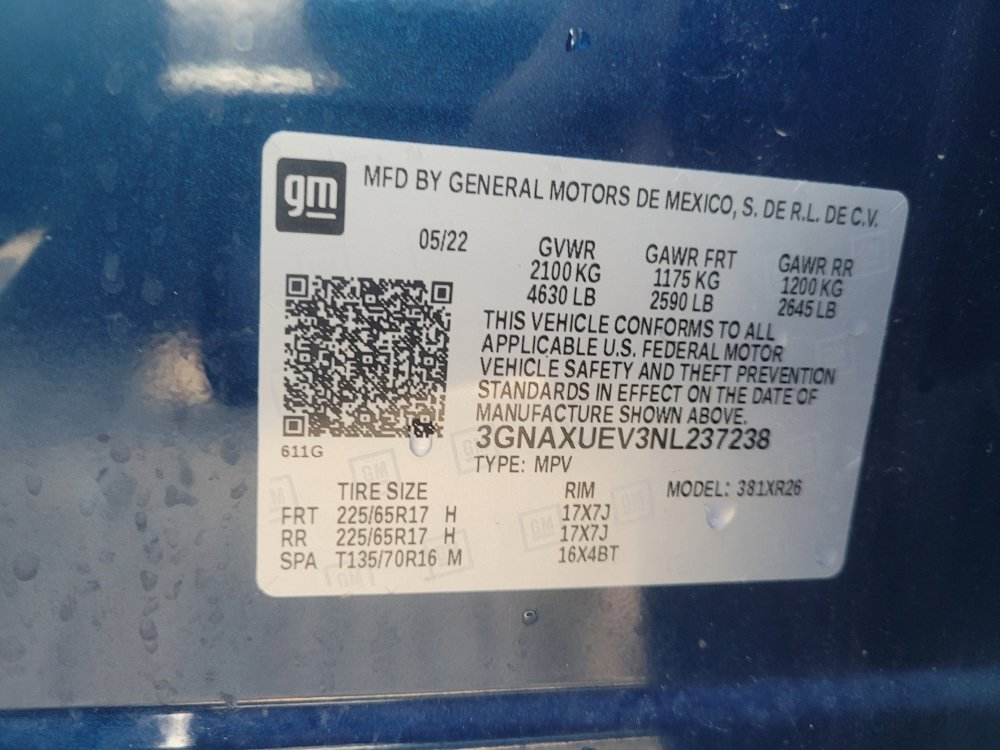 gm
MFD BY GENERAL MOTORS DE MEXICO, S. DE R.L. DE C.V.
05/22 GVWR GAWR FRT GAWR RR
2100 KG 1175 KG 1200 KG
4630 LB 2590 LB 2645 LB
THIS VEHICLE CONFORMS TO ALL
APPLICABLE U.S. FEDERAL MOTOR
VEHICLE SAFETY AND THEFT PREVENTION
STANDARDS IN EFFECT ON THE DATE OF
MANUFACTURE SHOWN ABOVE.
3GNAXUEV3NL237238
611G
TYPE: MPV
TIRE SIZE RIM MODEL: 381XR26
FRT 225/65R17 H 17X7J
RR 225/65R17 H 17X7J
SPA T135/70R16 M 16X4BT